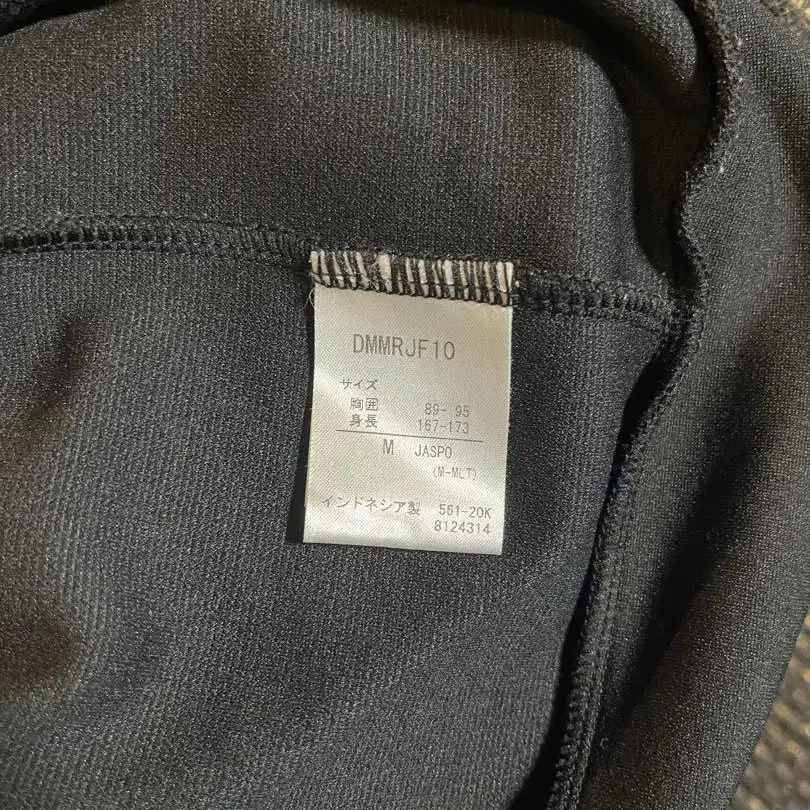 DMMRJF10
サイズ
胸囲 89- 95
身長 167-173
M JASPO
(M-MLT)
インドネシア製 561-20K
8124314